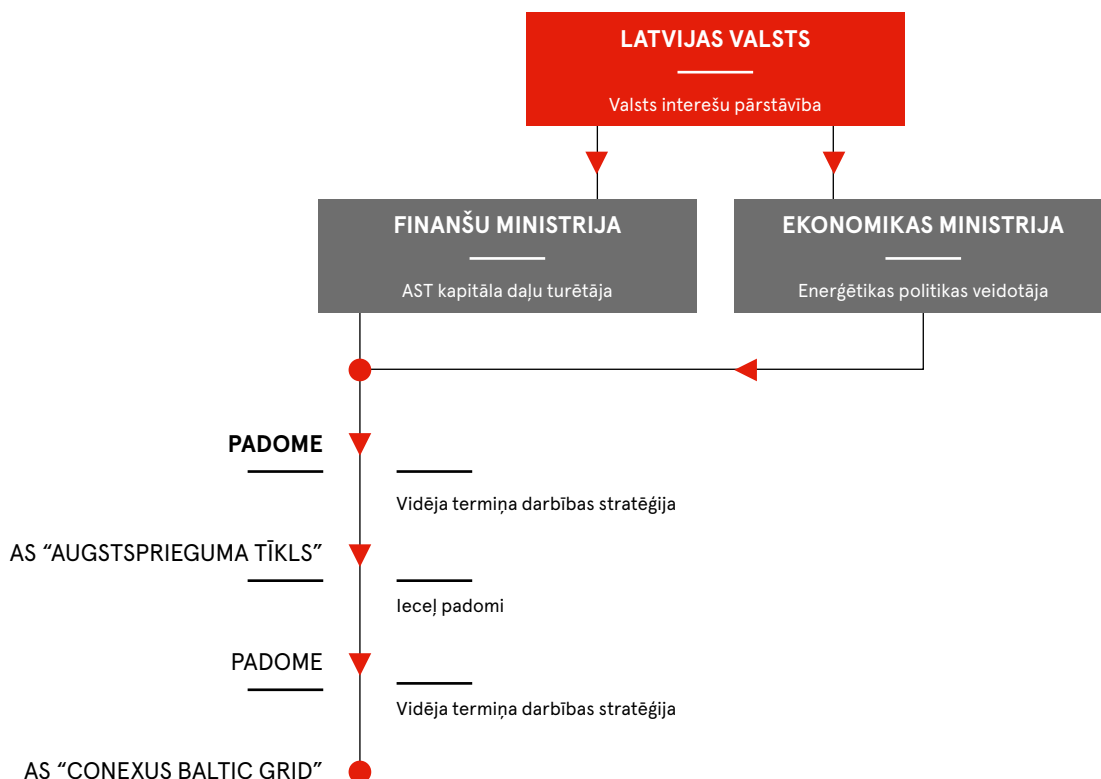 LATVIJAS VALSTS
Valsts interešu pārstāvība
FINANŠU MINISTRIJA
AST kapitāla daļu turētāja
EKONOMIKAS MINISTRIJA
Enerģētikas politikas veidotāja
PADOME
Vidēja termiņa darbības stratēģija
AS “AUGSTSPRIEGUMA TĪKLS”
Ieceļ padomi
PADOME
Vidēja termiņa darbības stratēģija
AS “CONEXUS BALTIC GRID”